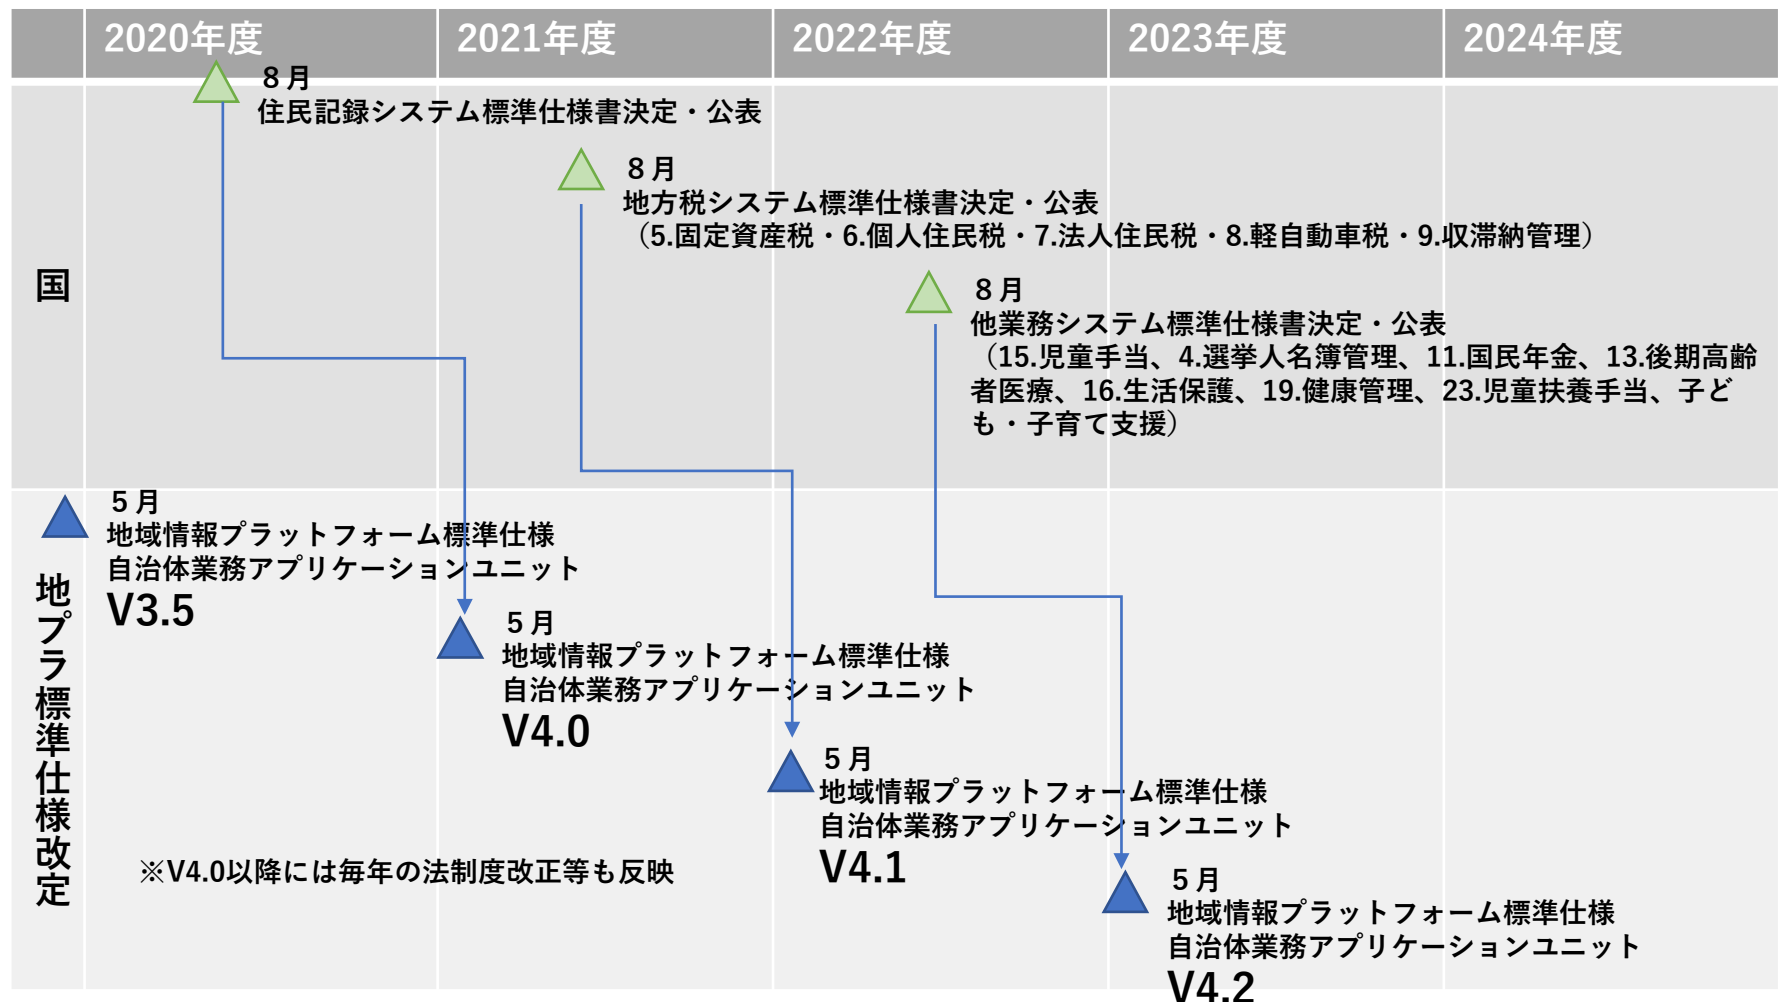 2020年度
2021年度
2022年度
2023年度
2024年度
国
８月
住民記録システム標準仕様書決定・公表
８月
地方税システム標準仕様書決定・公表
（5.固定資産税・6.個人住民税・7.法人住民税・8.軽自動車税・9.収滞納管理）
８月
他業務システム標準仕様書決定・公表
（15.児童手当、4.選挙人名簿管理、11.国民年金、13.後期高齢
者医療、16.生活保護、19.健康管理、23.児童扶養手当、子ど
も・子育て支援）
地プラ標準仕様改定
５月
地域情報プラットフォーム標準仕様
自治体業務アプリケーションユニット
V3.5
５月
地域情報プラットフォーム標準仕様
自治体業務アプリケーションユニット
V4.0
５月
地域情報プラットフォーム標準仕様
自治体業務アプリケーションユニット
V4.1
※V4.0以降には毎年の法制度改正等も反映
５月
地域情報プラットフォーム標準仕様
自治体業務アプリケーションユニット
V4.2